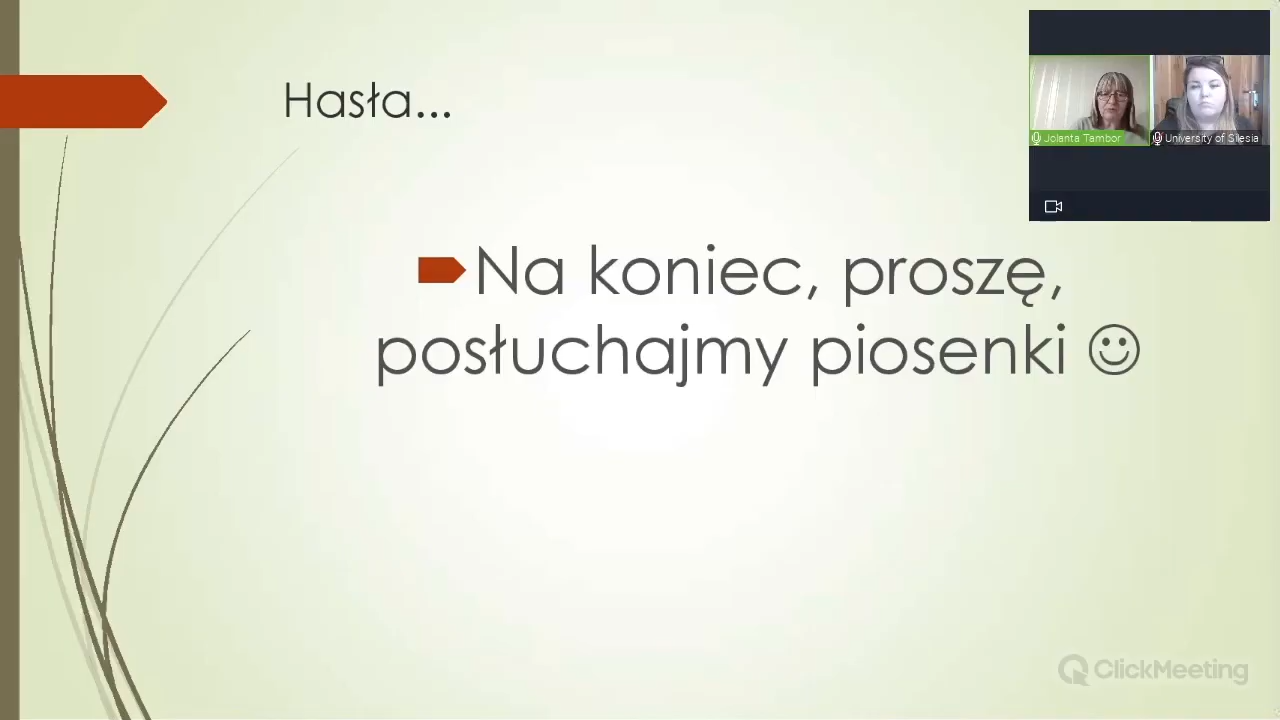 Hasła...
Na koniec, proszę,
posłuchajmy piosenki ☺
Jolanta Tambor
University of Silesia
ClickMeeting